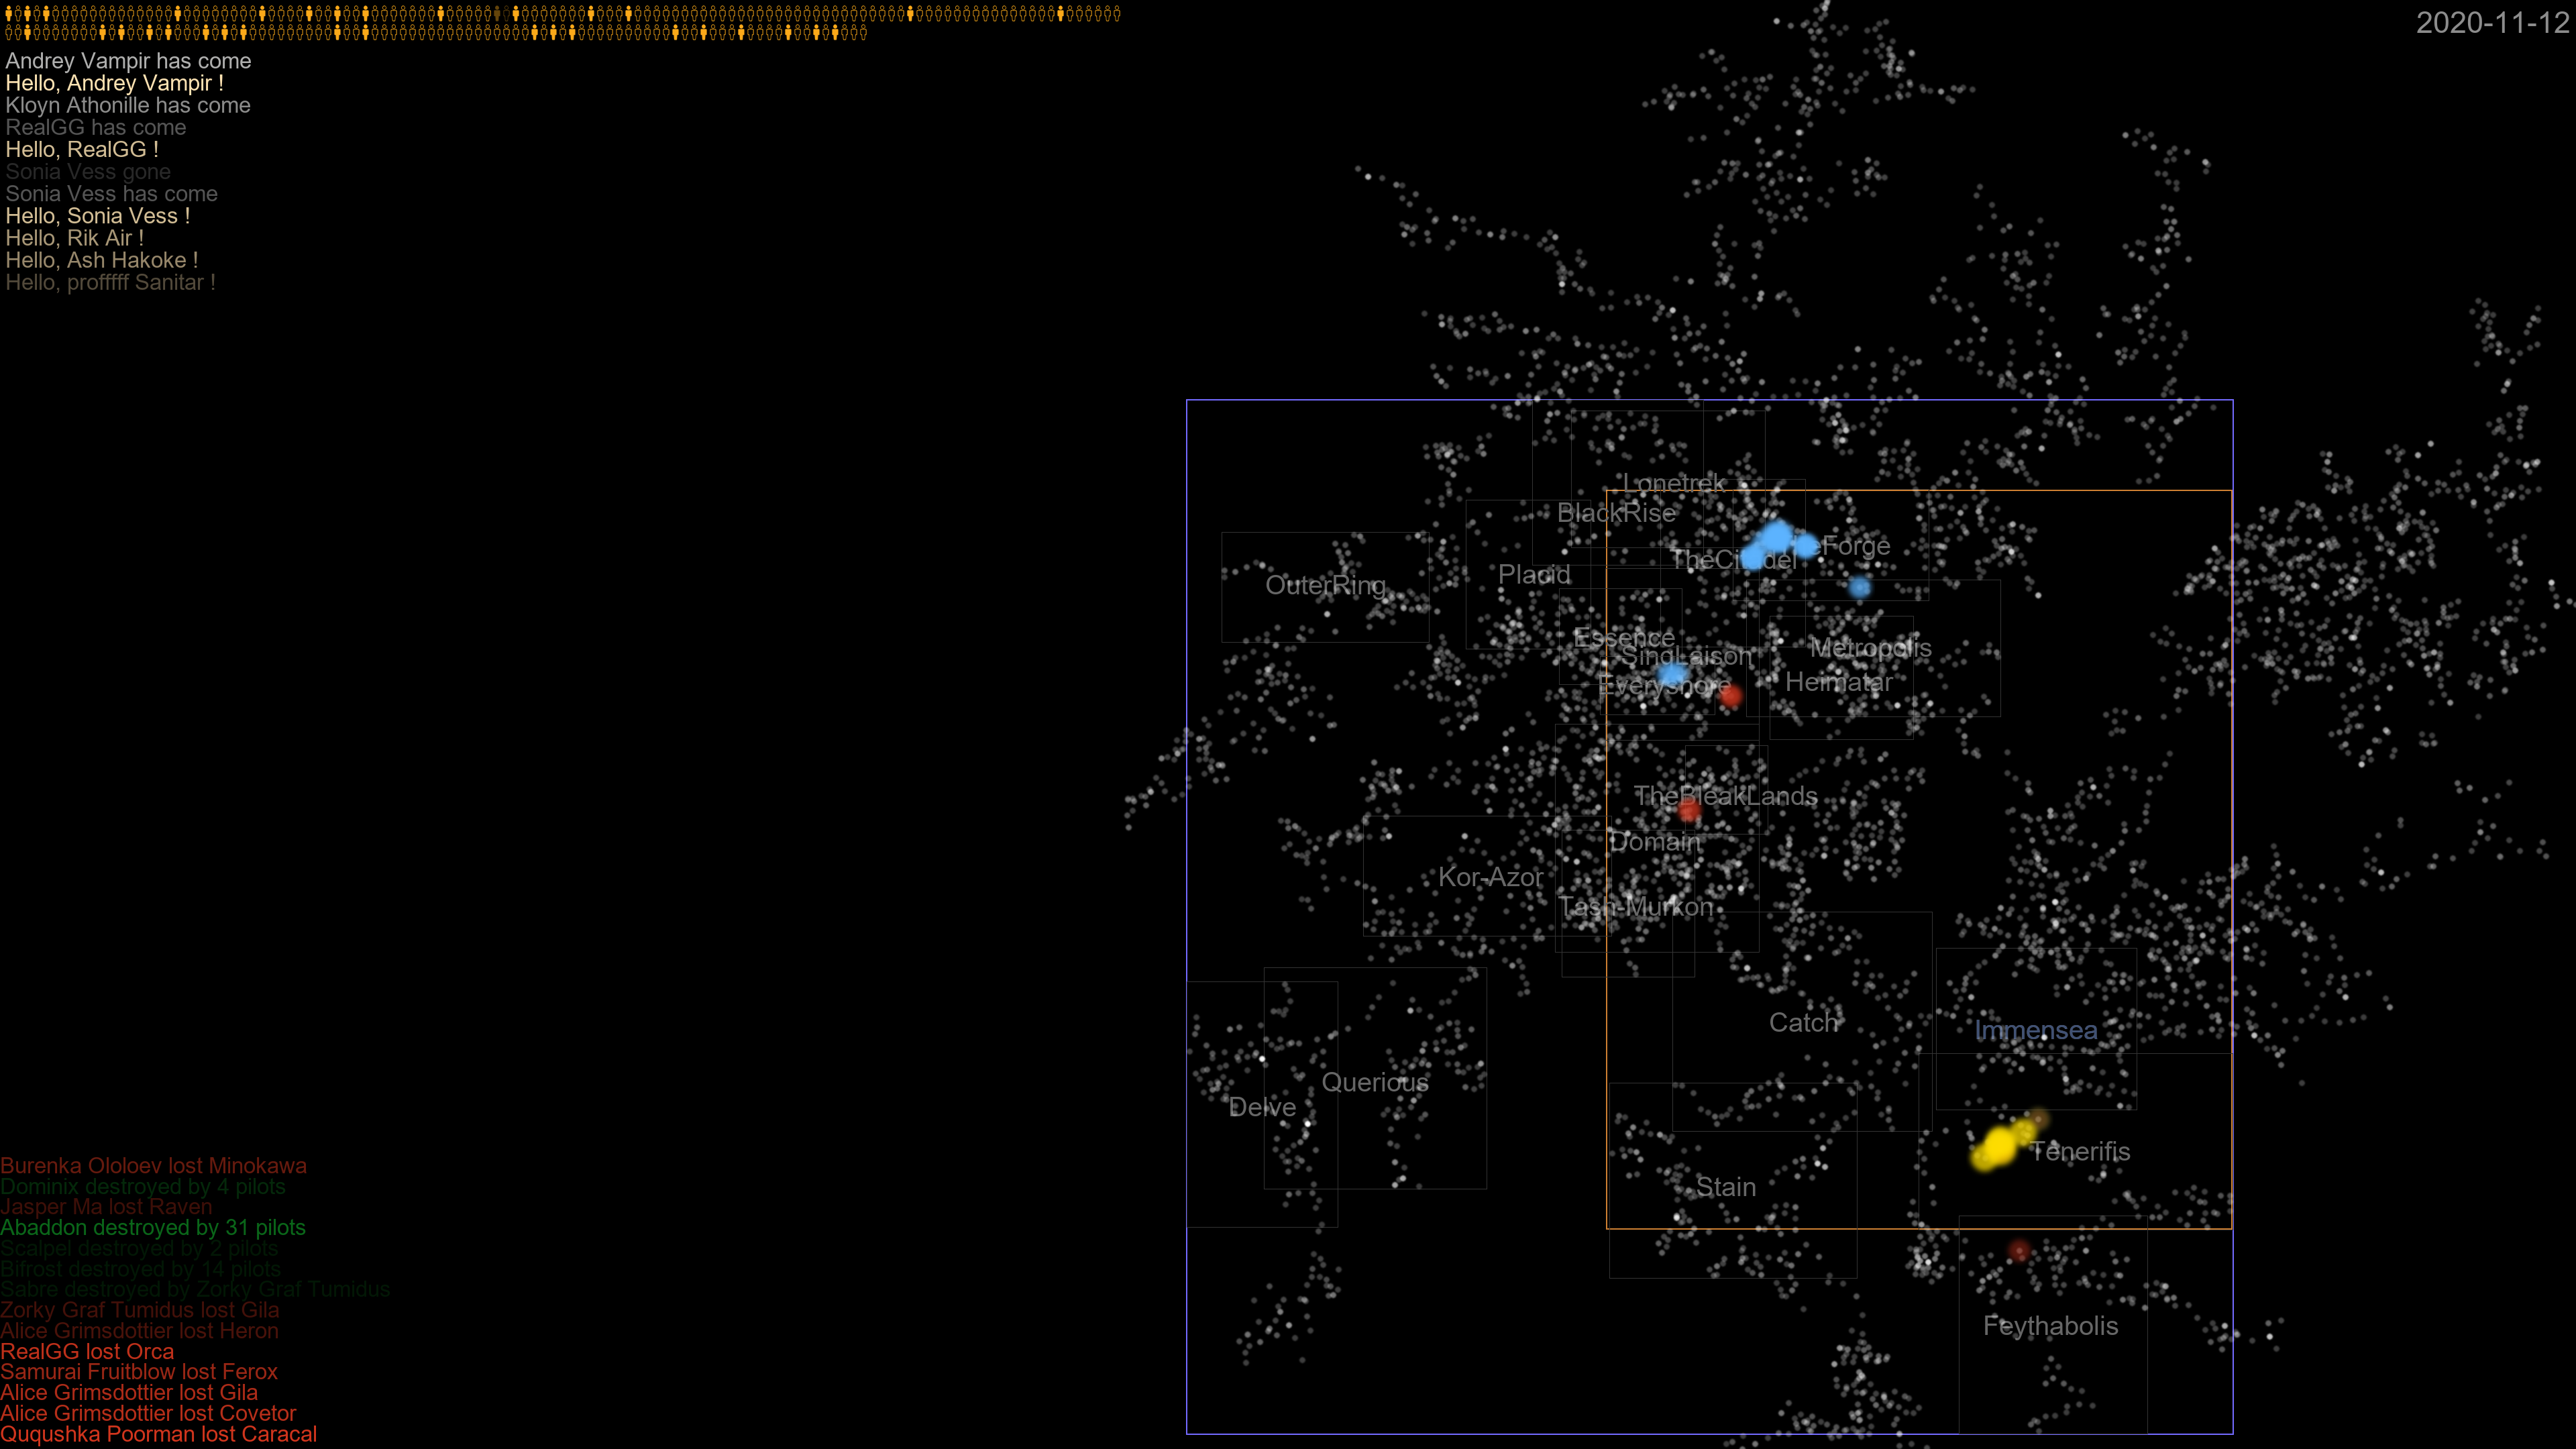 2020-11-12
Andrey Vampir has come
Hello, Andrey Vampir !
Kloyn Athonille has come
RealGG has come
Hello, RealGG !
Sonia Vess gone
Sonia Vess has come
Hello, Sonia Vess !
Hello, Rik Air !
Hello, Ash Hakoke !
Hello, profffff Sanitar !
Lonetrek
BlackRise
Forge
OuterRing
Placid
Essence
SinqLaison
Everyshore
Metropolis
Heimatar
TheBleakLands
Domain
Kor-Azor
Tash-Murkon
Catch
Immensea
Querious
Delve
Tenerifis
Stain
Feythabolis
Burenka Ololoev lost Minokawa
Dominix destroyed by 4 pilots
Jasper Ma lost Raven
Abaddon destroyed by 31 pilots
Scalpel destroyed by 2 pilots
Bifrost destroyed by 14 pilots
Sabre destroyed by Zorky Graf Tumidus
Zorky Graf Tumidus lost Gila
Alice Grimsdottier lost Heron
RealGG lost Orca
Samurai Fruitblow lost Ferox
Alice Grimsdottier lost Gila
Alice Grimsdottier lost Covetor
Ququshka Poorman lost Caracal